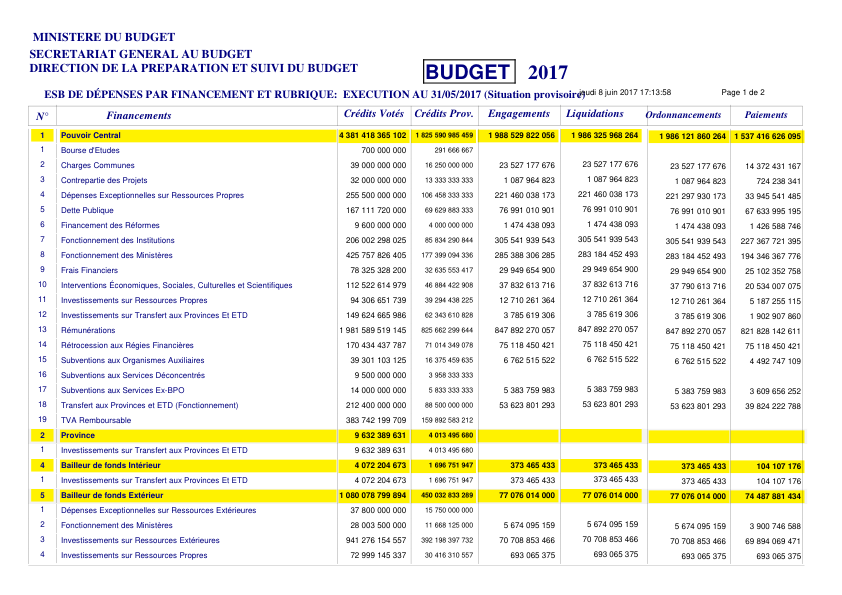 MINISTERE DU BUDGET
SECRETARIAT GENERAL AU BUDGET
DIRECTION DE LA PREPARATION ET SUIVI DU BUDGET
BUDGET 2017
ESB DE DÉPENSES PAR FINANCEMENT ET RUBRIQUE: EXECUTION AU 31/05/2017 (Situation provisoire) jeudi 8 juin 2017 17:13:58 Page 1 de 2
N° Financements Crédits Votés Crédits Prov. Engagements Liquidations Ordonnancements Paiements
1 Pouvoir Central 4 381 418 365 102 1 825 590 985 459 1 988 529 822 056 1 986 325 968 264 1 986 121 860 264 1 537 416 626 095
1 Bourse d'Etudes 700 000 000 291 666 667
2 Charges Communes 39 000 000 000 16 250 000 000 23 527 177 676 23 527 177 676 23 527 177 676 14 372 431 167
3 Contrepartie des Projets 32 000 000 000 13 333 333 333 1 087 964 823 1 087 964 823 1 087 964 823 724 238 341
4 Dépenses Exceptionnelles sur Ressources Propres 255 500 000 000 106 458 333 333 221 460 038 173 221 460 038 173 221 297 930 173 33 945 541 485
5 Dette Publique 167 111 720 000 69 629 883 333 76 991 010 901 76 991 010 901 76 991 010 901 67 633 995 195
6 Financement des Réformes 9 600 000 000 4 000 000 000 1 474 438 093 1 474 438 093 1 474 438 093 1 426 588 746
7 Fonctionnement des Institutions 206 002 298 025 85 834 290 844 305 541 939 543 305 541 939 543 305 541 939 543 227 367 721 395
8 Fonctionnement des Ministères 425 757 826 405 177 399 094 336 285 388 306 285 283 184 452 493 283 184 452 493 194 346 367 776
9 Frais Financiers 78 325 328 200 32 635 553 417 29 949 654 900 29 949 654 900 29 949 654 900 25 102 352 758
10 Interventions Économiques, Sociales, Culturelles et Scientifiques 112 522 614 979 46 884 422 908 37 832 613 716 37 832 613 716 37 790 613 716 20 534 007 075
11 Investissements sur Ressources Propres 94 306 651 739 39 294 438 225 12 710 261 364 12 710 261 364 12 710 261 364 5 187 255 115
12 Investissements sur Transfert aux Provinces Et ETD 149 624 665 986 62 343 610 828 3 785 619 306 3 785 619 306 3 785 619 306 1 902 907 860
13 Rémunérations 1 981 589 519 145 825 662 299 644 847 892 270 057 847 892 270 057 847 892 270 057 821 828 142 611
14 Rétrocession aux Régies Financières 170 434 437 787 71 014 349 078 75 118 450 421 75 118 450 421 75 118 450 421 75 118 450 421
15 Subventions aux Organismes Auxiliaires 39 301 103 125 16 375 459 635 6 762 515 522 6 762 515 522 6 762 515 522 4 492 747 109
16 Subventions aux Services Déconcentrés 9 500 000 000 3 958 333 333
17 Subventions aux Services Ex-BPO 14 000 000 000 5 833 333 333 5 383 759 983 5 383 759 983 5 383 759 983 3 609 656 252
18 Transfert aux Provinces et ETD (Fonctionnement) 212 400 000 000 88 500 000 000 53 623 801 293 53 623 801 293 53 623 801 293 39 824 222 788
19 TVA Remboursable 383 742 199 709 159 892 583 212
2 Province 9 632 389 631 4 013 495 680
1 Investissements sur Transfert aux Provinces Et ETD 9 632 389 631 4 013 495 680
4 Bailleur de fonds Intérieur 4 072 204 673 1 696 751 947 373 465 433 373 465 433 373 465 433 104 107 176
1 Investissements sur Transfert aux Provinces Et ETD 4 072 204 673 1 696 751 947 373 465 433 373 465 433 373 465 433 104 107 176
5 Bailleur de fonds Extérieur 1 080 078 799 894 450 032 833 289 77 076 014 000 77 076 014 000 77 076 014 000 74 487 881 434
1 Dépenses Exceptionnelles sur Ressources Extérieures 37 800 000 000 15 750 000 000
2 Fonctionnement des Ministères 28 003 500 000 11 668 125 000 5 674 095 159 5 674 095 159 5 674 095 159 3 900 746 588
3 Investissements sur Ressources Extérieures 941 276 154 557 392 198 397 732 70 708 853 466 70 708 853 466 70 708 853 466 69 894 069 471
4 Investissements sur Ressources Propres 72 999 145 337 30 416 310 557 693 065 375 693 065 375 693 065 375 693 065 375